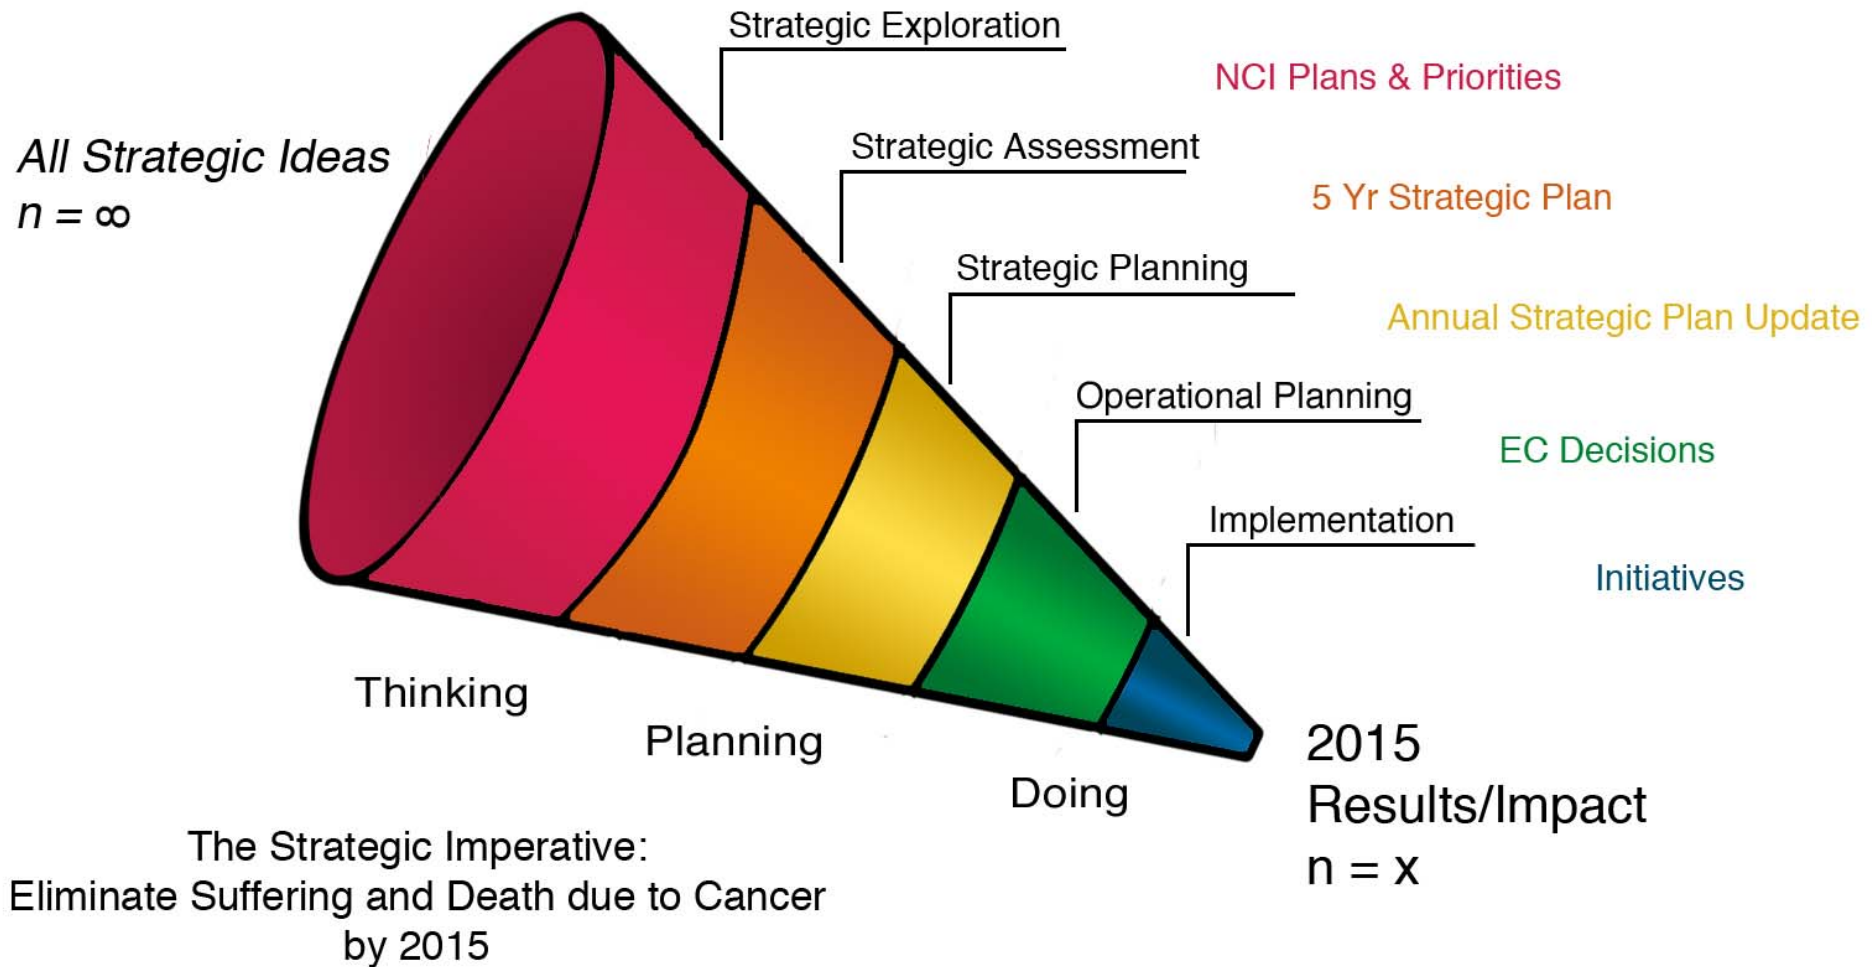 Strategic Exploration
NCI Plans & Priorities
All Strategic Ideas
n = ∞
Strategic Assessment
5 Yr Strategic Plan
Strategic Planning
Annual Strategic Plan Update
Operational Planning
EC Decisions
Implementation
Initiatives
Thinking
Planning
Doing
2015
Results/Impact
n = x
The Strategic Imperative:
Eliminate Suffering and Death due to Cancer
by 2015